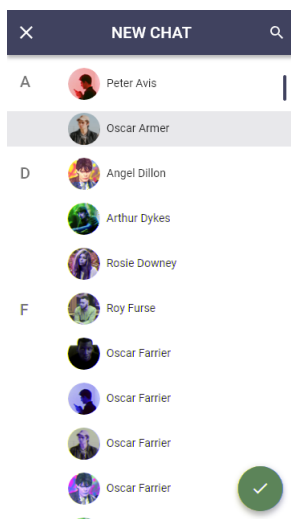 NEW CHAT
A
Peter Avis
Oscar Armer
D
Angel Dillon
Arthur Dykes
Rosie Downey
F
Roy Furse
Oscar Farrier
Oscar Farrier
Oscar Farrier
Oscar Farrier